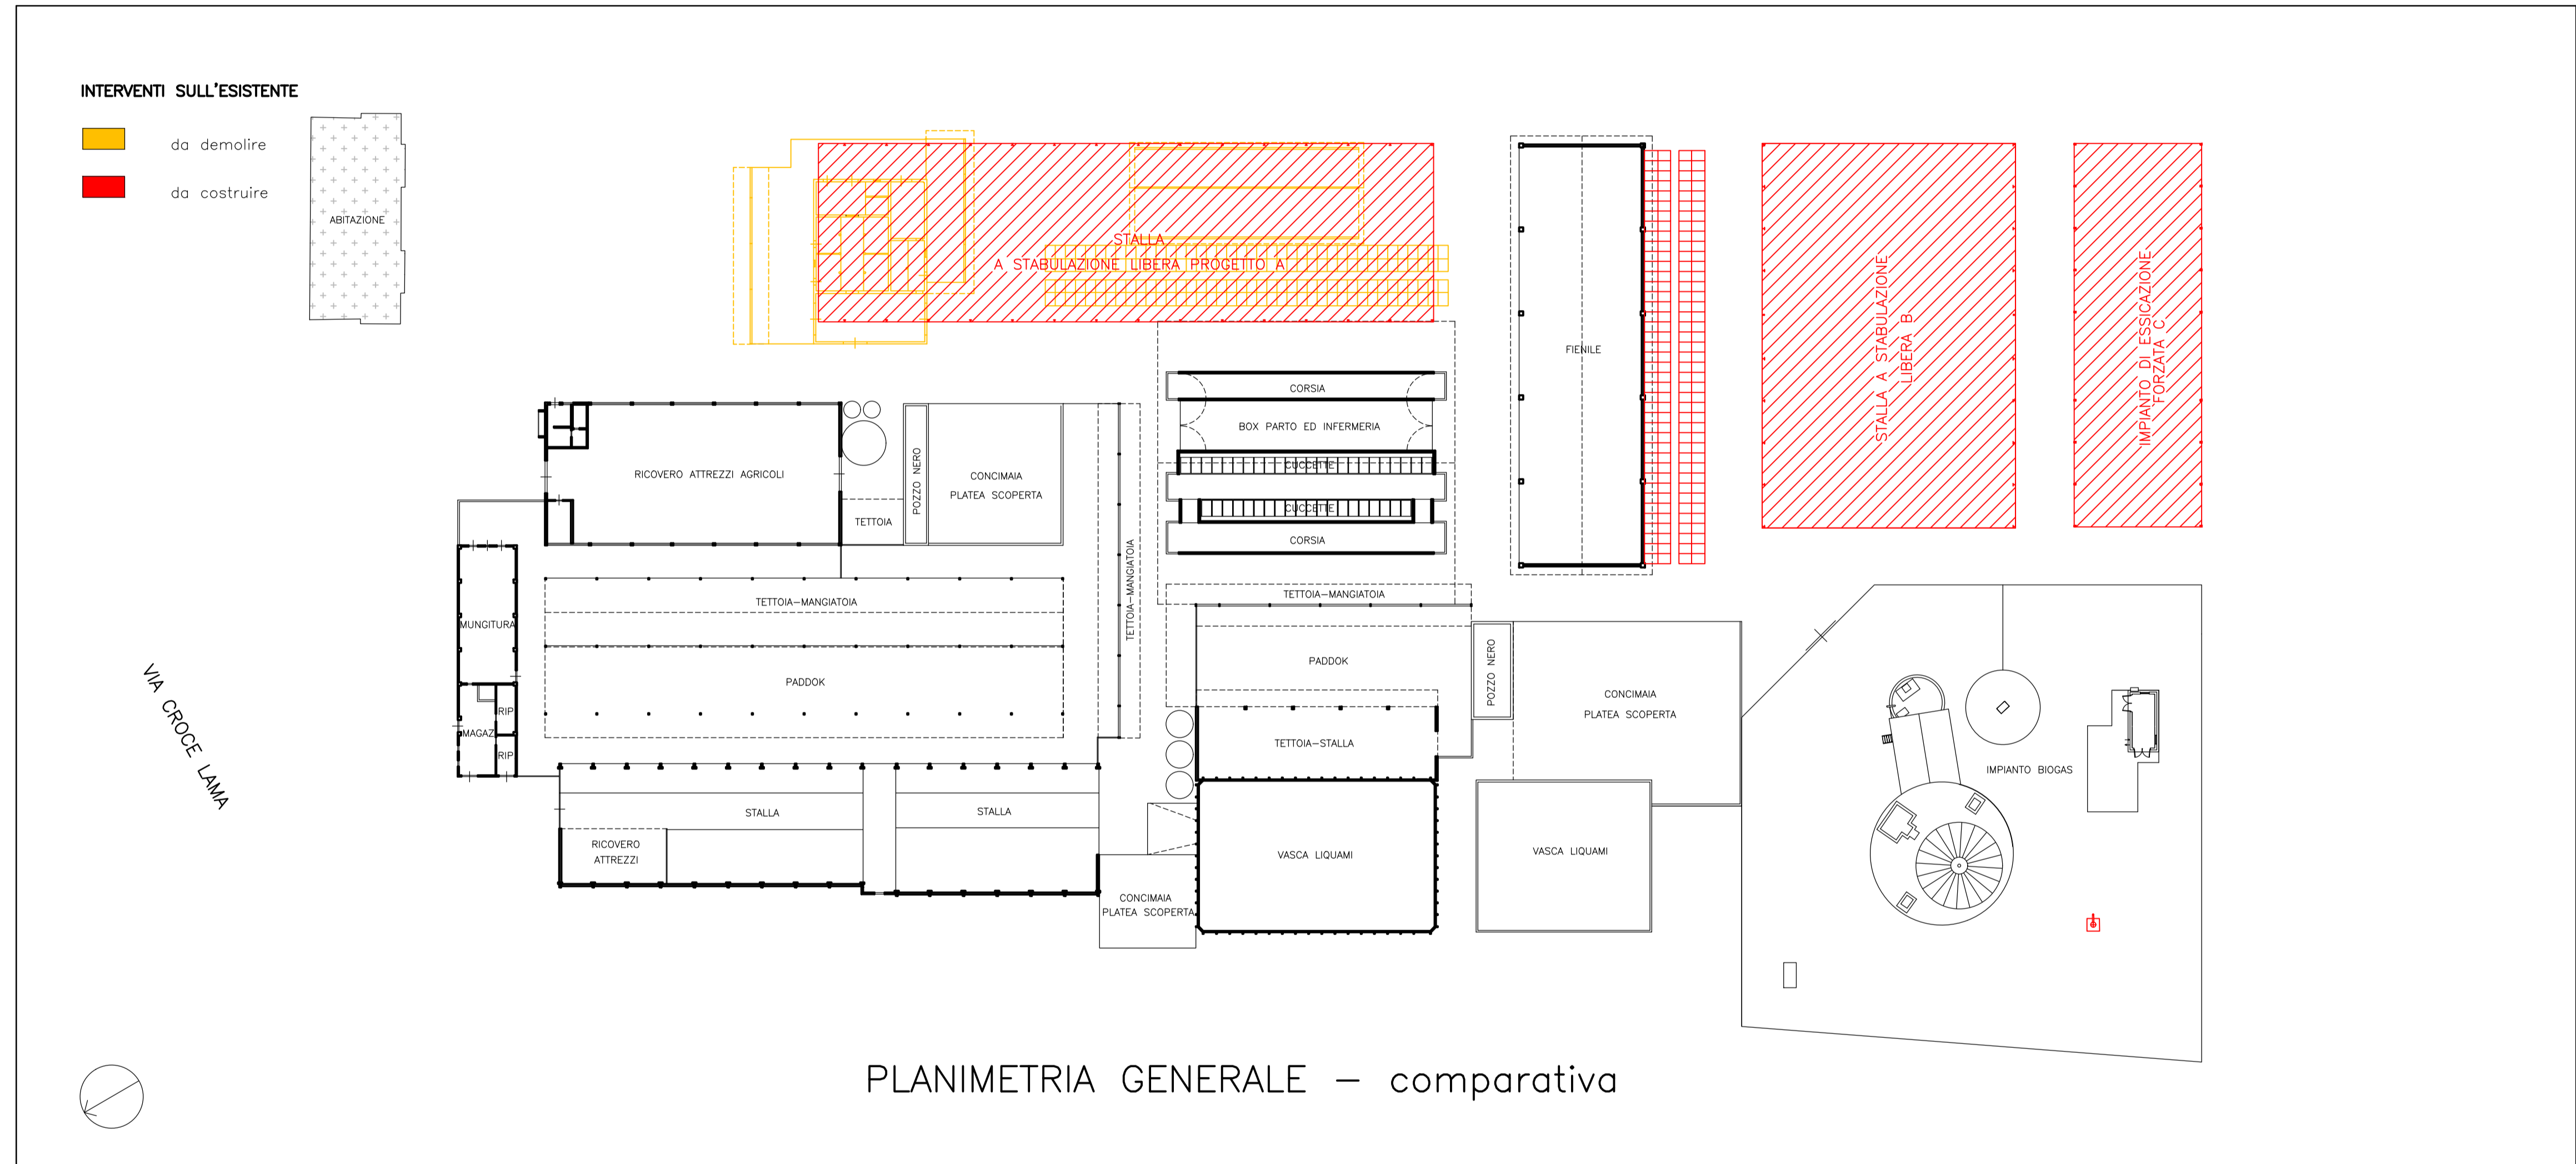 INTERVENTI SULL'ESISTENTE
da demolire
da costruire
ABITAZIONE
STALLA
A STABULAZIONE LIBERA PROGETTO A
FIENILE
STALLA A STABULAZIONE
LIBERA B
IMPIANTO DI ESSICAZIONE
FORZATA C
CORSIA
BOX PARTO ED INFERMERIA
CUCCETTE
CUCCETTE
CORSIA
RICOVERO ATTREZZI AGRICOLI
POZZO NERO
CONCIMAIA
PLATEA SCOPERTA
TETTOIA
TETTOIA-MANGIATOIA
TETTOIA-MANGIATOIA
TETTOIA-MANGIATOIA
MUNGITURA
PADDOK
PADDOK
POZZO NERO
CONCIMAIA
PLATEA SCOPERTA
RIP
MAGAZ
RIP
TETTOIA-STALLA
IMPIANTO BIOGAS
VIA CROCE LAMA
STALLA
STALLA
RICOVERO
ATTREZZI
VASCA LIQUAMI
VASCA LIQUAMI
CONCIMAIA
PLATEA SCOPERTA
PLANIMETRIA GENERALE - comparativa